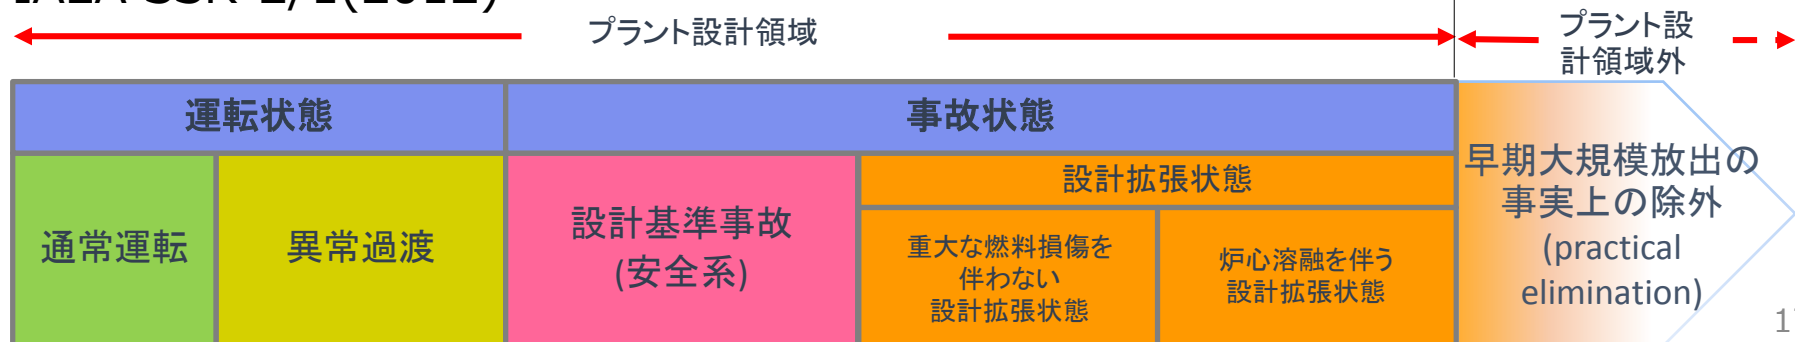 IAEA SSR-2/1(2012)
プラント設計領域
プラント設
計領域外
運転状態
事故状態
通常運転
異常過渡
設計基準事故
(安全系)
設計拡張状態
重大な燃料損傷を
伴わない
設計拡張状態
炉心溶融を伴う
設計拡張状態
早期大規模放出の
事実上の除外
(practical
elimination)